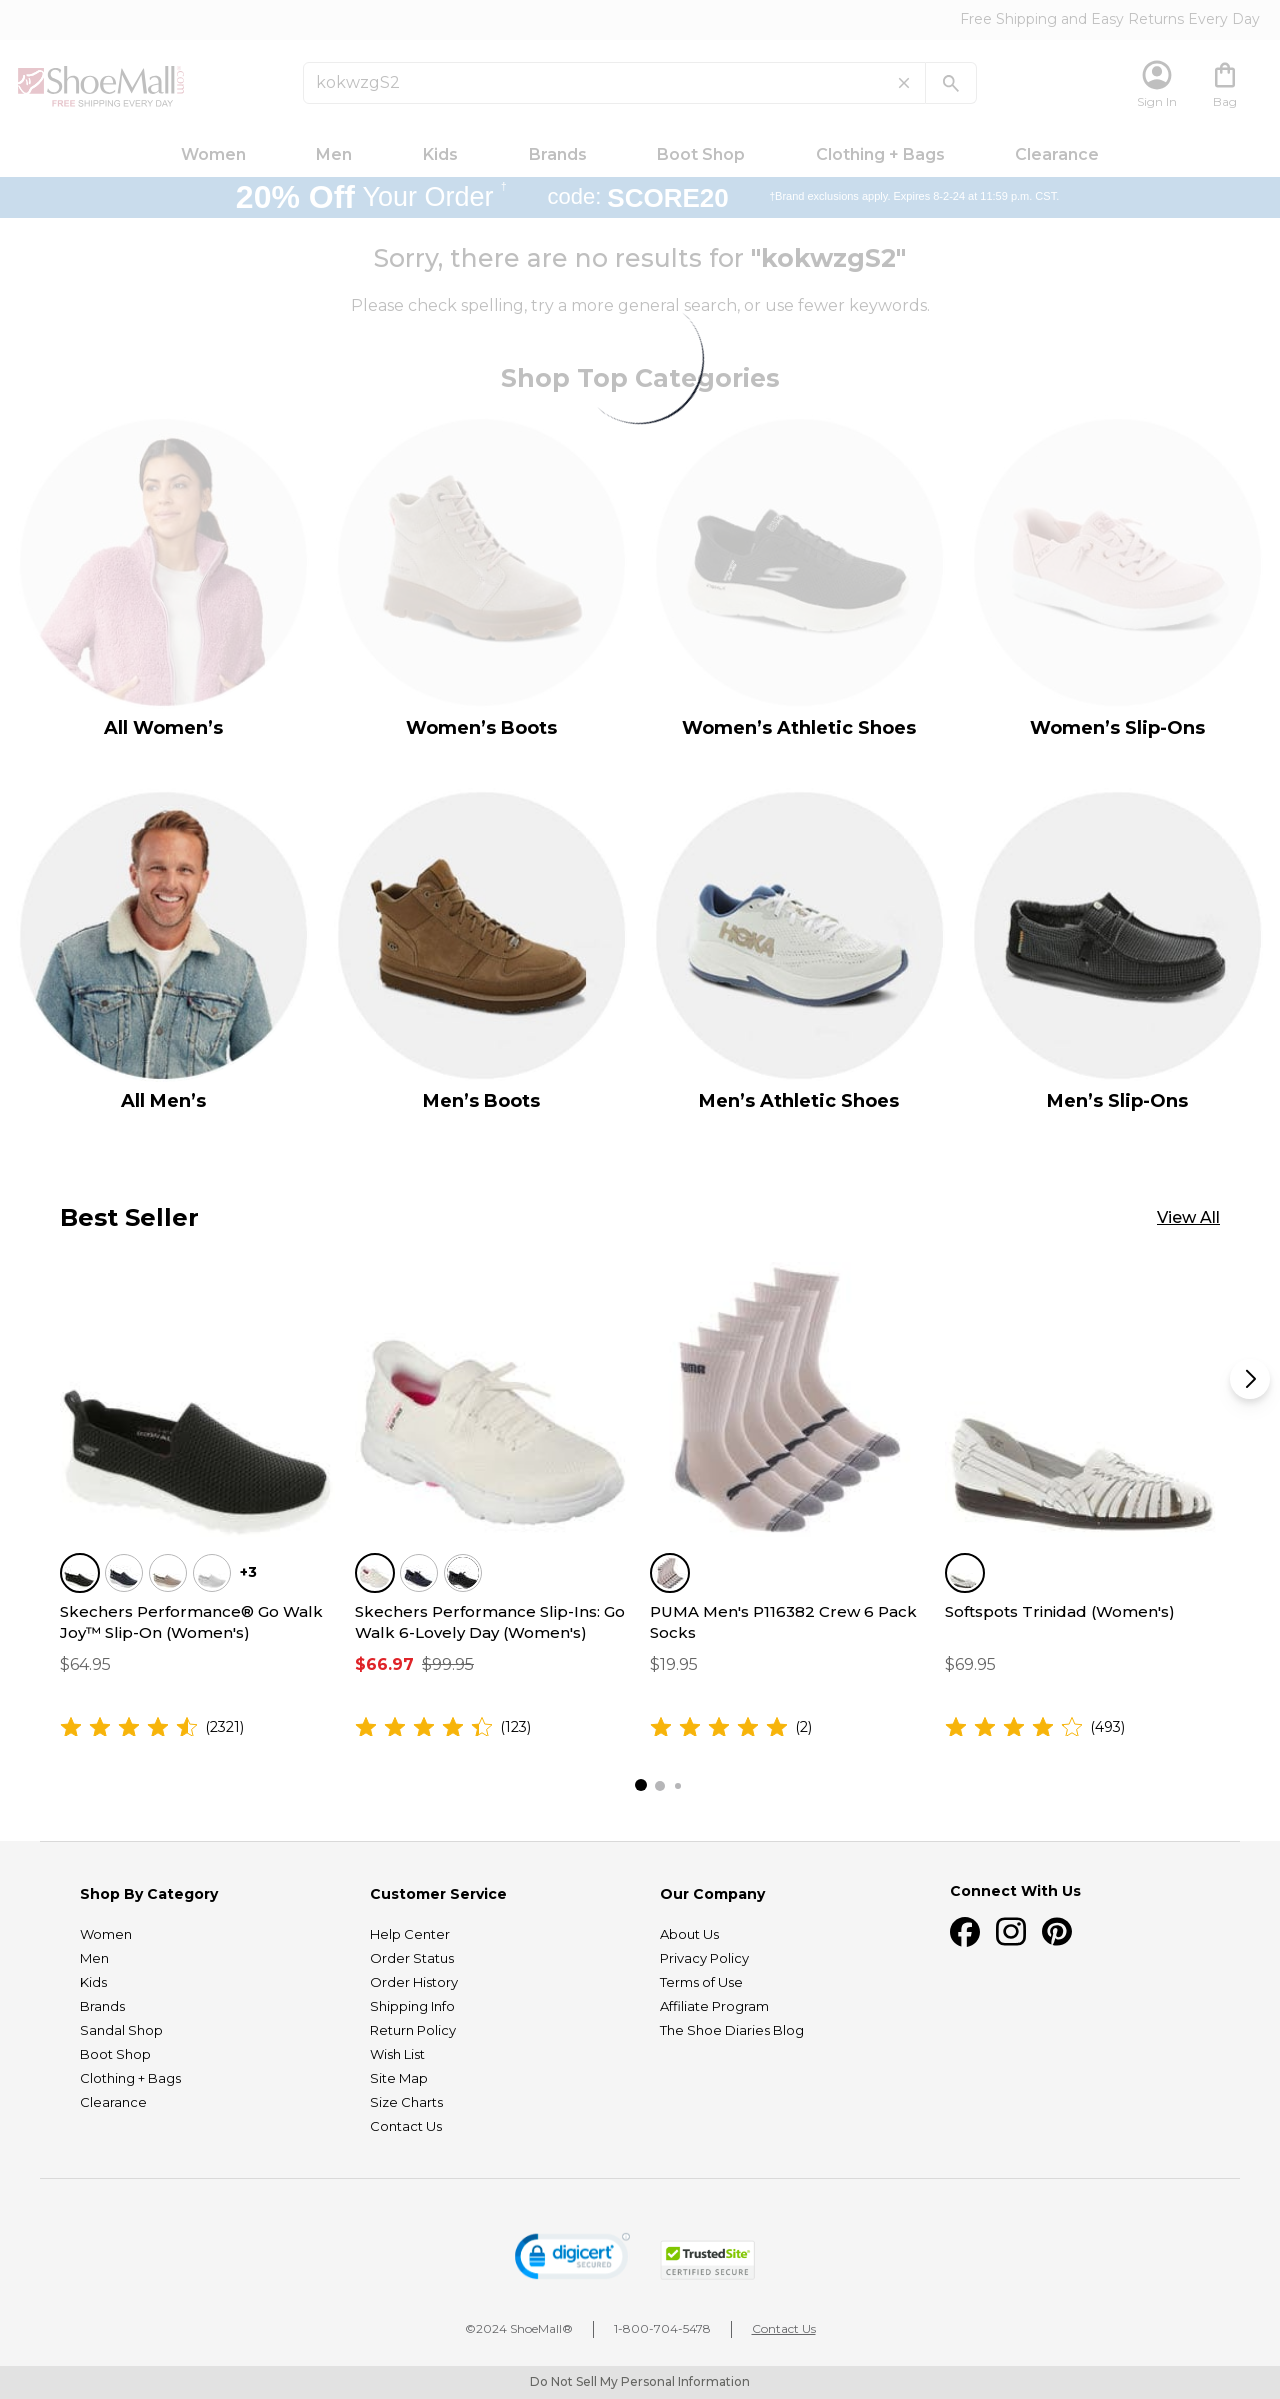 Free Shipping and Easy Returns Every Day
ShoeMall.com
FREE SHIPPING EVERY DAY
kokwzgS2
Sign In
Bag
Women Men Kids Brands Boot Shop Clothing + Bags Clearance
20% Off Your Order † code: SCORE20 †Brand exclusions apply. Expires 8-2-24 at 11:59 p.m. CST.
Sorry, there are no results for "kokwzgS2"
Please check spelling, try a more general search, or use fewer keywords.
Shop Top Categories
All Women’s Women’s Boots Women’s Athletic Shoes Women’s Slip-Ons
HOKA
All Men’s Men’s Boots Men’s Athletic Shoes Men’s Slip-Ons
Best Seller
View All
PUMA
+3
Skechers Performance® Go Walk
Joy™ Slip-On (Women's)
$64.95
(2321)
Skechers Performance Slip-Ins: Go
Walk 6-Lovely Day (Women's)
$66.97 $99.95
(123)
PUMA Men's P116382 Crew 6 Pack
Socks
$19.95
(2)
Softspots Trinidad (Women's)
$69.95
(493)
Shop By Category
Women
Men
Kids
Brands
Sandal Shop
Boot Shop
Clothing + Bags
Clearance
Customer Service
Help Center
Order Status
Order History
Shipping Info
Return Policy
Wish List
Site Map
Size Charts
Contact Us
Our Company
About Us
Privacy Policy
Terms of Use
Affiliate Program
The Shoe Diaries Blog
Connect With Us
digicert
SECURED
TrustedSite
CERTIFIED SECURE
©2024 ShoeMall® 1-800-704-5478 Contact Us
Do Not Sell My Personal Information